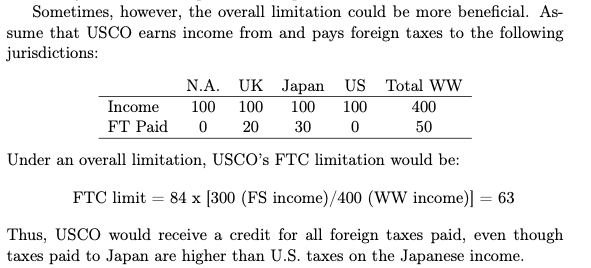 Sometimes, however, the overall limitation could be more beneficial. As-
sume that USCO earns income from and pays foreign taxes to the following
jurisdictions:
N.A. UK Japan US Total WW
Income 100 100 100 100 400
FT Paid 0 20 30 0 50
Under an overall limitation, USCO's FTC limitation would be:
FTC limit = 84 x [300 (FS income)/400 (WW income)] = 63
Thus, USCO would receive a credit for all foreign taxes paid, even though
taxes paid to Japan are higher than U.S. taxes on the Japanese income.